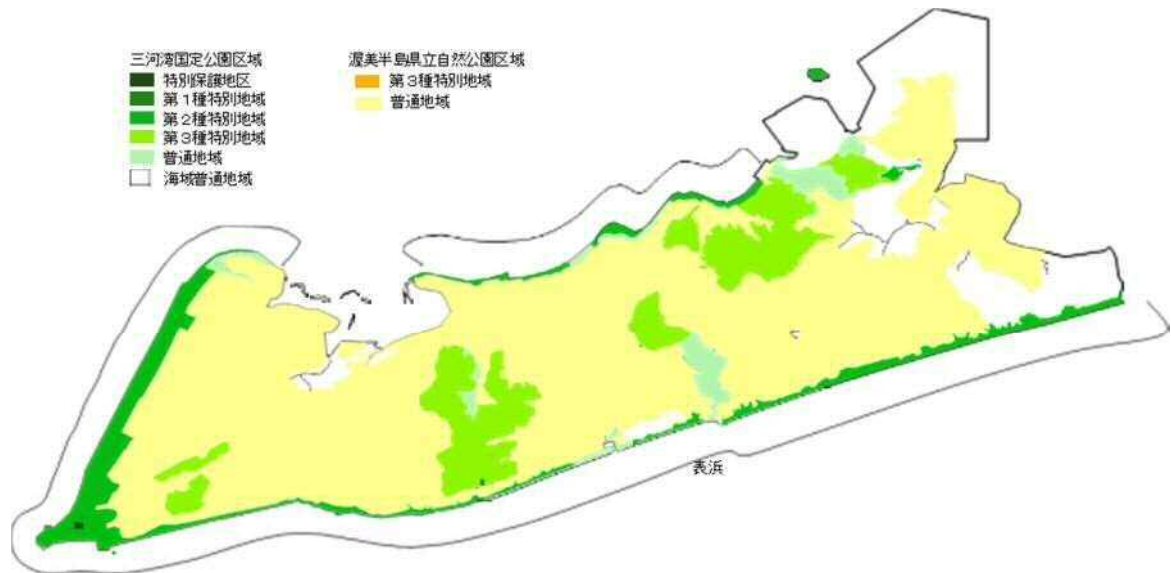 三河湾国定公園区域
特別保護地区
第1種特別地域
第2種特別地域
第3種特別地域
普通地域
海域普通地域
渥美半島県立自然公園区域
第3種特別地域
普通地域
表浜